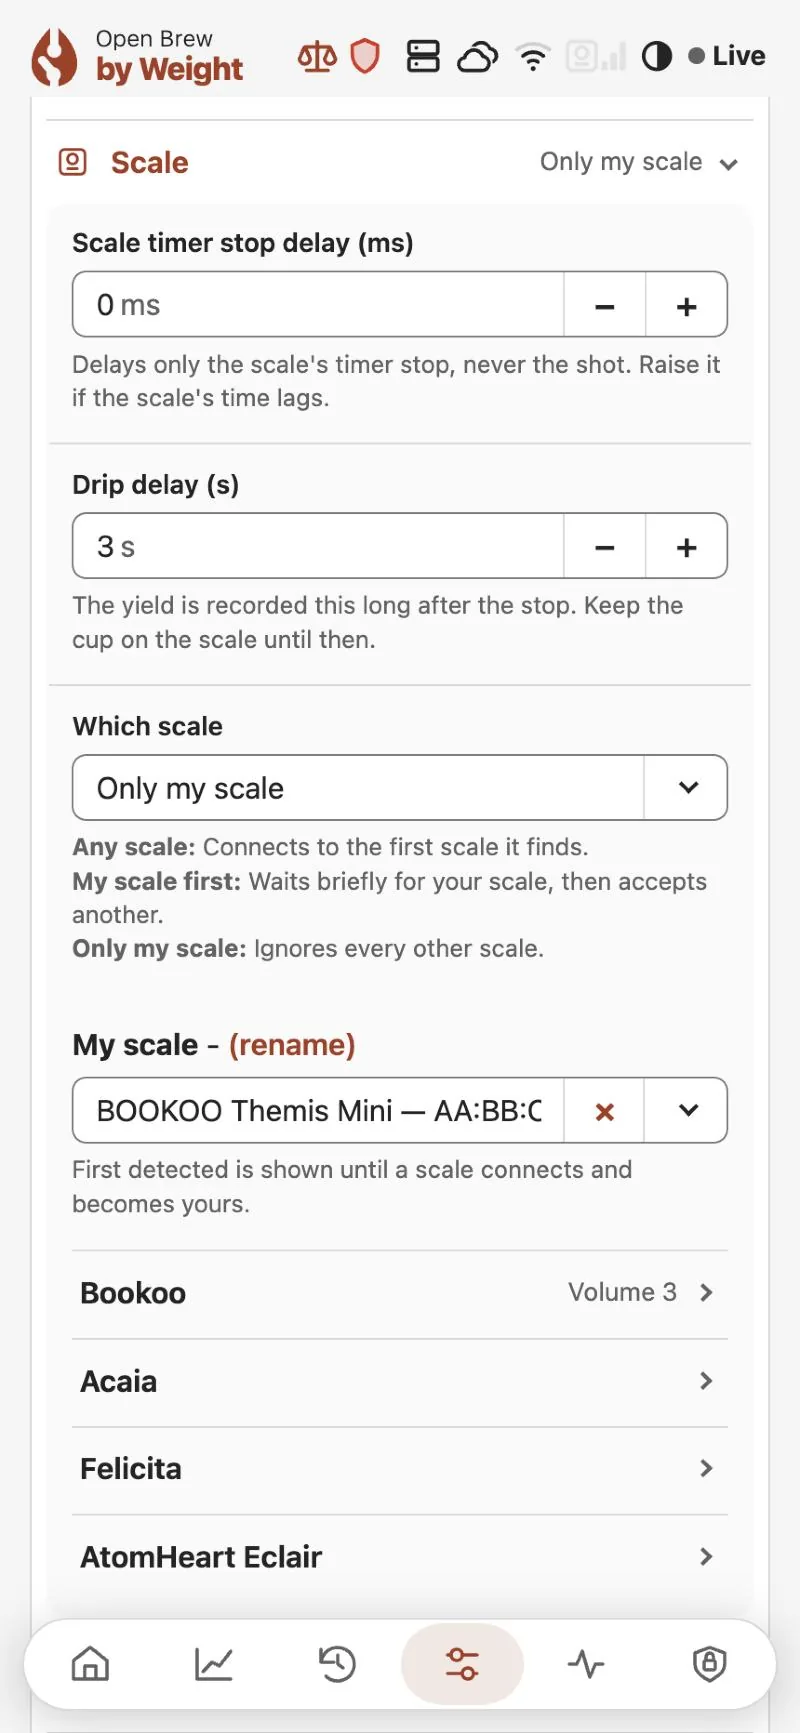 Open Brew
by Weight
Live
Scale
Only my scale
Scale timer stop delay (ms)
0 ms
Delays only the scale's timer stop, never the shot. Raise it
if the scale's time lags.
Drip delay (s)
3 s
The yield is recorded this long after the stop. Keep the
cup on the scale until then.
Which scale
Only my scale
Any scale: Connects to the first scale it finds.
My scale first: Waits briefly for your scale, then accepts
another.
Only my scale: Ignores every other scale.
My scale - (rename)
BOOKOO Themis Mini — AA:BB:C
First detected is shown until a scale connects and
becomes yours.
Bookoo
Volume 3
Acaia
Felicita
AtomHeart Eclair